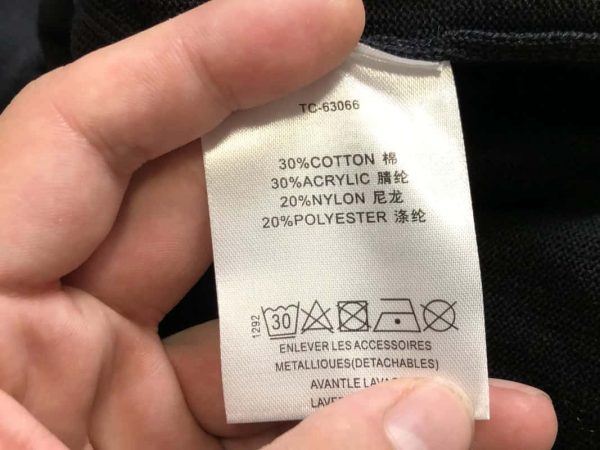 TC-63066
30%COTTON 棉
30%ACRYLIC 腈纶
20%NYLON 尼龙
20%POLYESTER 涤纶
1292
30
ENLEVER LES ACCESSOIRES
METALLIQUES(DETACHABLES)
AVANTLE